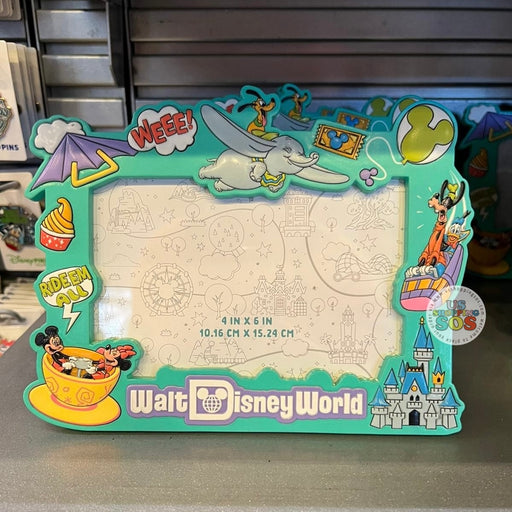 WEEE!
PINS
RIDE EM
ALL!
4 IN X 6 IN
10.16 CM X 15.24 CM
US
SHOPPING
SOS
Walt Disney World